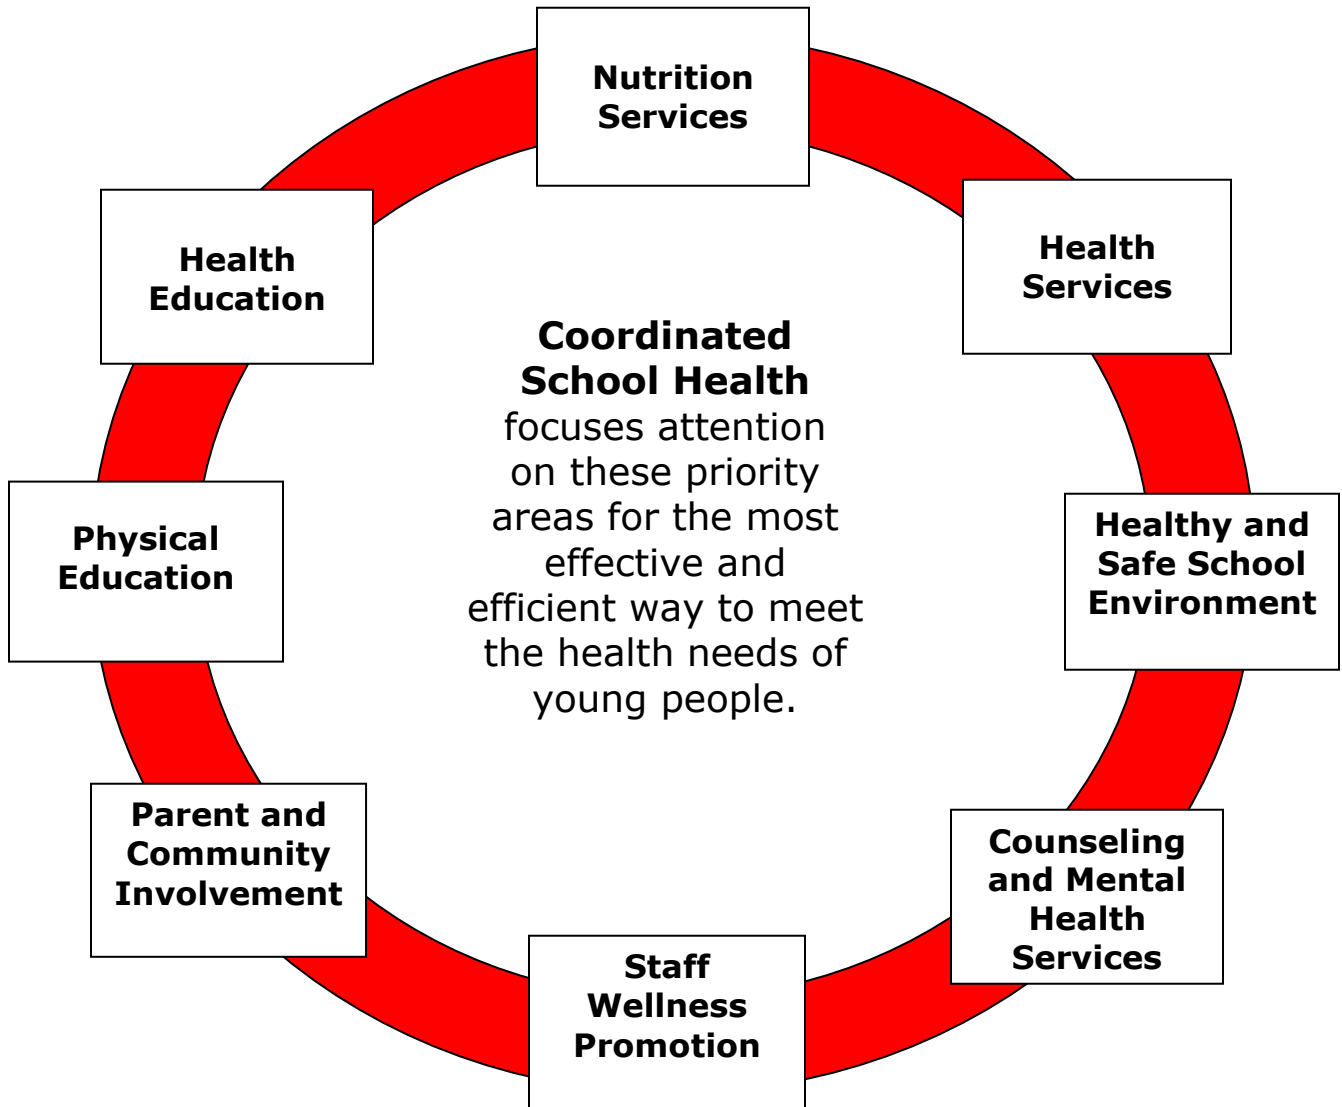 Nutrition
Services
Health
Services
Healthy and
Safe School
Environment
Counseling
and Mental
Health
Services
Staff
Wellness
Promotion
Parent and
Community
Involvement
Physical
Education
Health
Education
Coordinated
School Health
focuses attention
on these priority
areas for the most
effective and
efficient way to meet
the health needs of
young people.